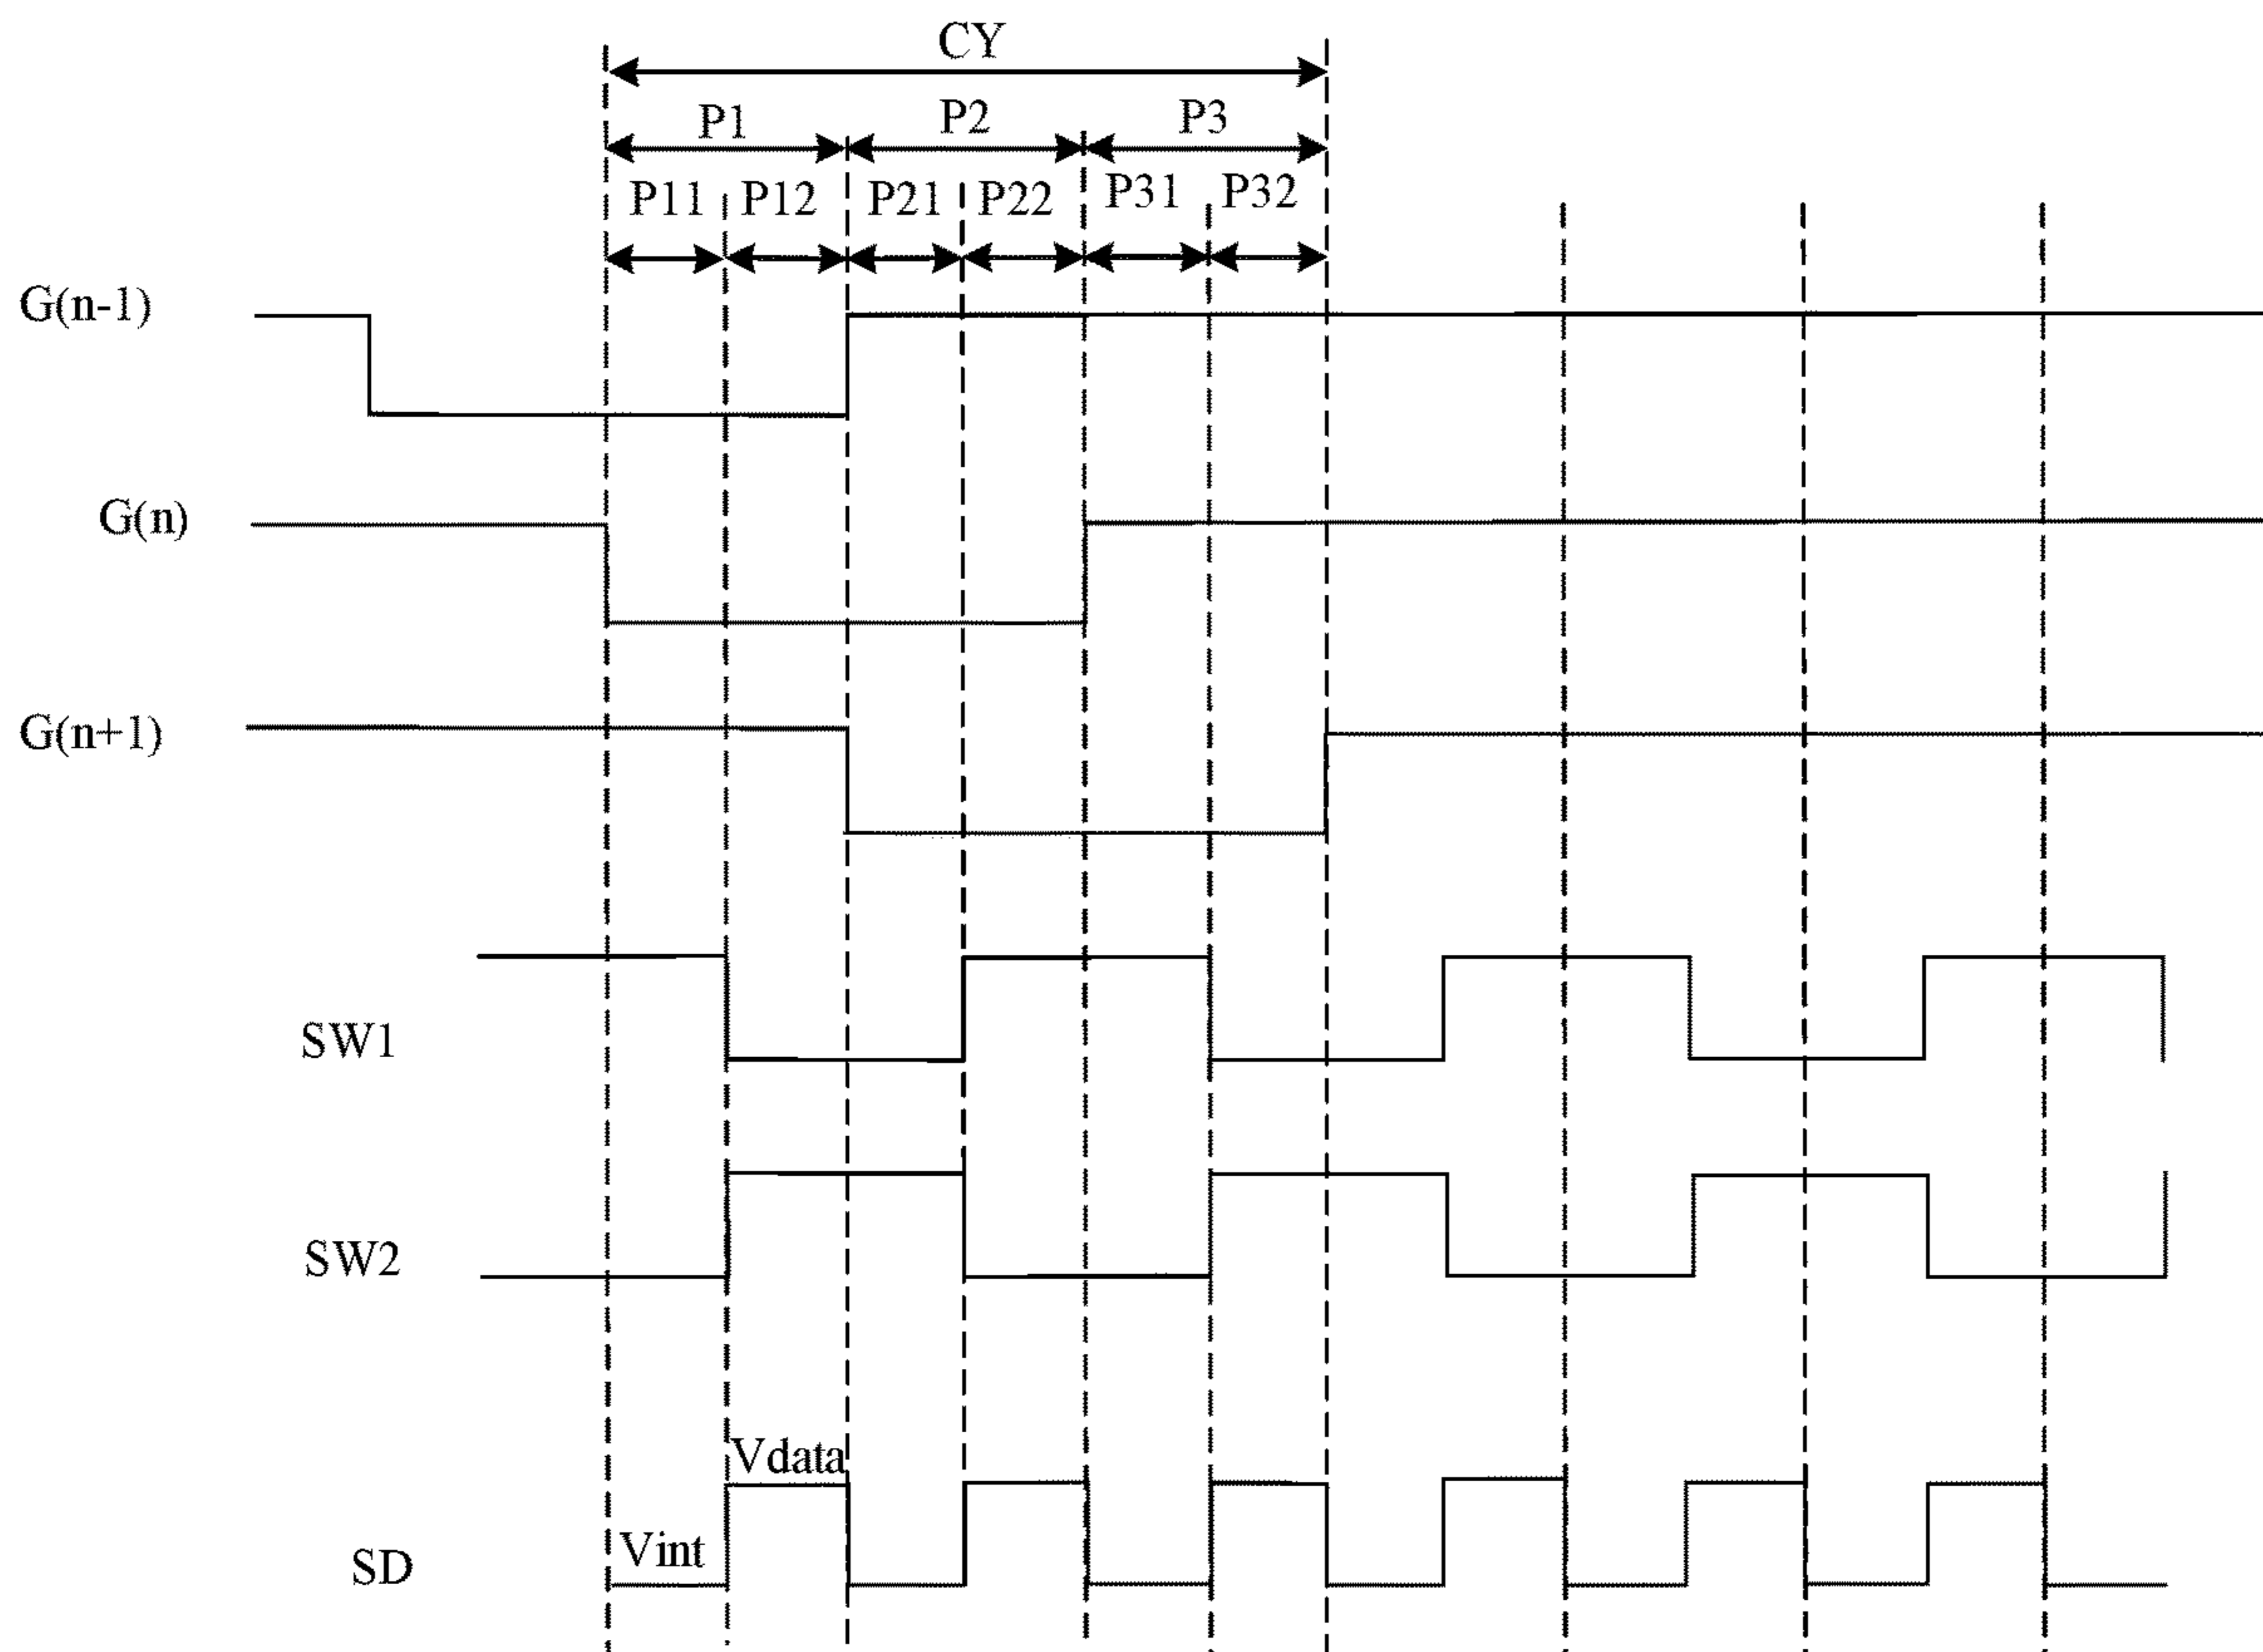 CY
P1 P2 P3
P11 P12 P21 P22 P31 P32
G(n-1)
G(n)
G(n+1)
SW1
SW2
Vdata
Vint
SD